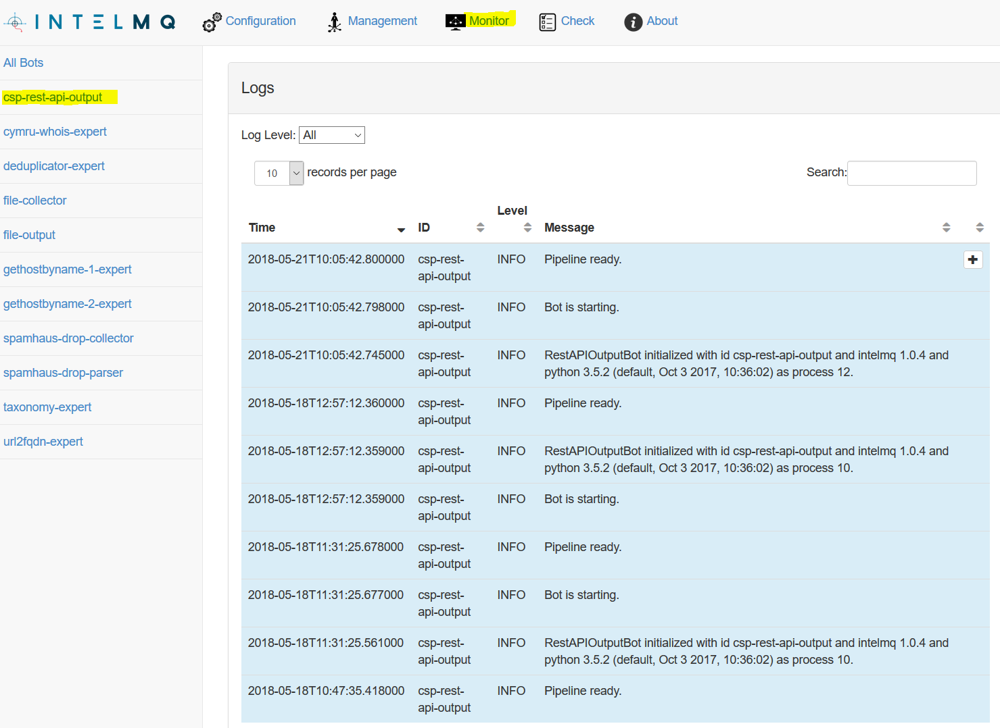 INTELMQ Configuration Management Monitor Check About
All Bots
csp-rest-api-output
cymru-whois-expert
deduplicator-expert
file-collector
file-output
gethostbyname-1-expert
gethostbyname-2-expert
spamhaus-drop-collector
spamhaus-drop-parser
taxonomy-expert
url2fqdn-expert
Logs
Log Level: All
10 records per page
Search:
Time ID Level Message
2018-05-21T10:05:42.800000 csp-rest- INFO Pipeline ready.
api-output
2018-05-21T10:05:42.798000 csp-rest- INFO Bot is starting.
api-output
2018-05-21T10:05:42.745000 csp-rest- INFO RestAPIOutputBot initialized with id csp-rest-api-output and intelmq 1.0.4 and
api-output python 3.5.2 (default, Oct 3 2017, 10:36:02) as process 12.
2018-05-18T12:57:12.360000 csp-rest- INFO Pipeline ready.
api-output
2018-05-18T12:57:12.359000 csp-rest- INFO RestAPIOutputBot initialized with id csp-rest-api-output and intelmq 1.0.4 and
api-output python 3.5.2 (default, Oct 3 2017, 10:36:02) as process 10.
2018-05-18T12:57:12.359000 csp-rest- INFO Bot is starting.
api-output
2018-05-18T11:31:25.678000 csp-rest- INFO Pipeline ready.
api-output
2018-05-18T11:31:25.677000 csp-rest- INFO Bot is starting.
api-output
2018-05-18T11:31:25.561000 csp-rest- INFO RestAPIOutputBot initialized with id csp-rest-api-output and intelmq 1.0.4 and
api-output python 3.5.2 (default, Oct 3 2017, 10:36:02) as process 10.
2018-05-18T10:47:35.418000 csp-rest- INFO Pipeline ready.
api-output